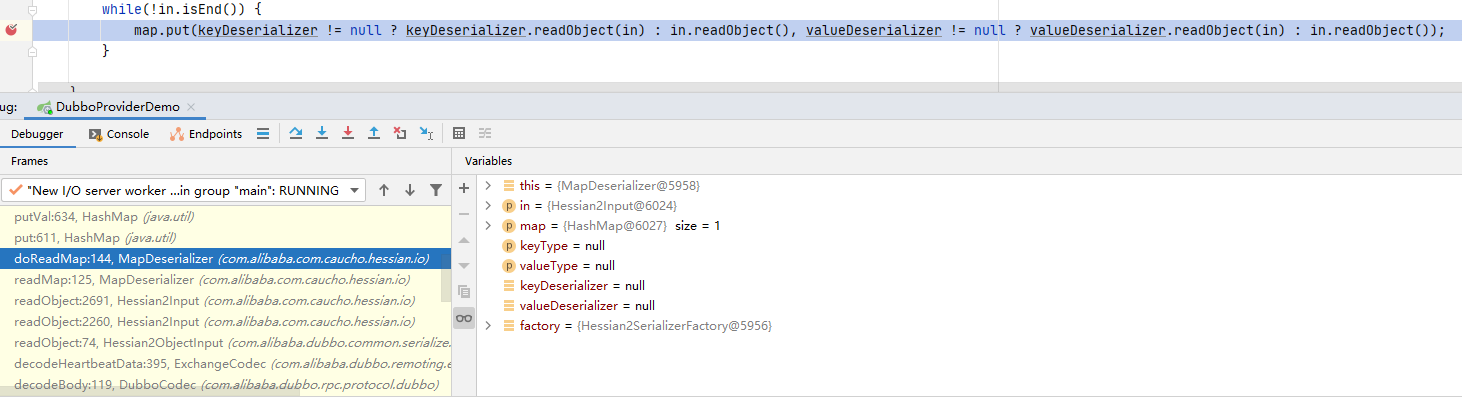 while(!in.isEnd()) {
map.put(keyDeserializer != null ? keyDeserializer.readObject(in) : in.readObject(), valueDeserializer != null ? valueDeserializer.readObject(in) : in.readObject());
}
}
ug: DubboProviderDemo
Debugger Console Endpoints
Frames
"New I/O server worker ...in group "main": RUNNING
putVal:634, HashMap (java.util)
put:611, HashMap (java.util)
doReadMap:144, MapDeserializer (com.alibaba.com.caucho.hessian.io)
readMap:125, MapDeserializer (com.alibaba.com.caucho.hessian.io)
readObject:2691, Hessian2Input (com.alibaba.com.caucho.hessian.io)
readObject:2260, Hessian2Input (com.alibaba.com.caucho.hessian.io)
readObject:74, Hessian2ObjectInput (com.alibaba.dubbo.common.serialize.
decodeHeartbeatData:395, ExchangeCodec (com.alibaba.dubbo.remoting.e
decodeBody:119, DubboCodec (com.alibaba.dubbo.rpc.protocol.dubbo)
Variables
this = {MapDeserializer@5958}
in = {Hessian2Input@6024}
map = {HashMap@6027} size = 1
keyType = null
valueType = null
keyDeserializer = null
valueDeserializer = null
factory = {Hessian2SerializerFactory@5956}